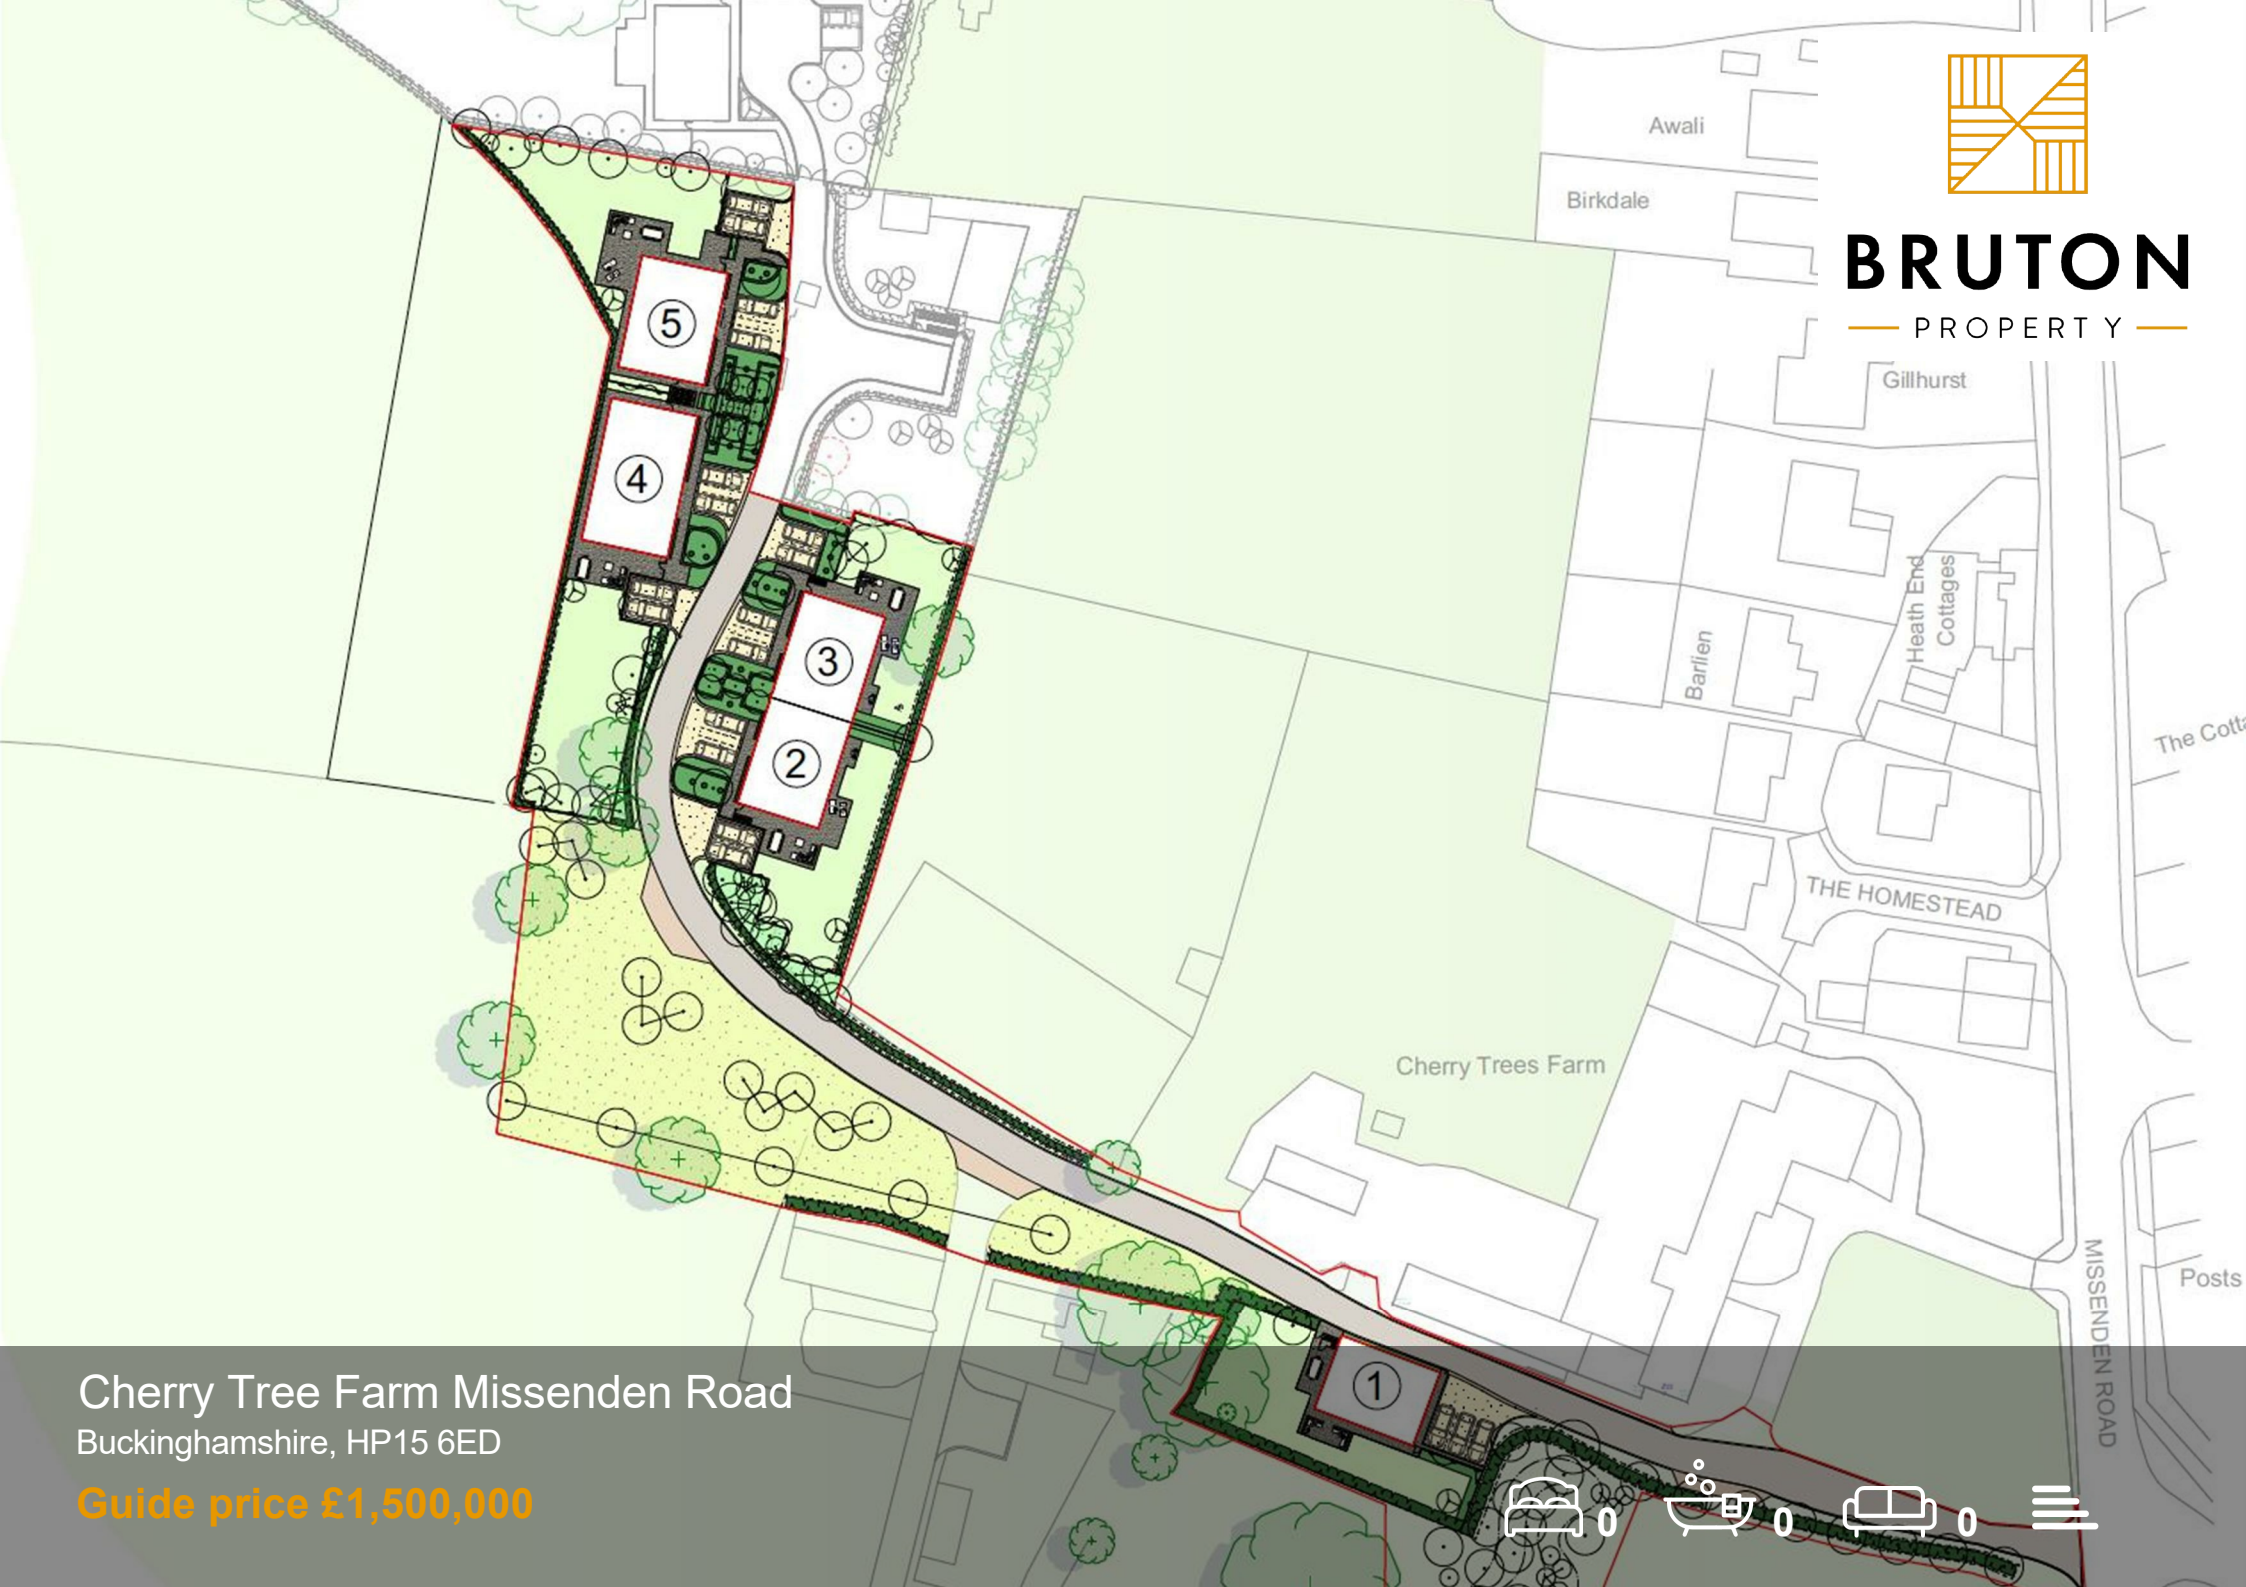 Awali
Birkdale
BRUTON
PROPERTY
Gillhurst
5
4
3
2
1
Heath End
Cottages
Barlien
The Cott
THE HOMESTEAD
Cherry Trees Farm
MISSENDEN ROAD
Posts
Cherry Tree Farm Missenden Road
Buckinghamshire, HP15 6ED
Guide price £1,500,000
0
0
0